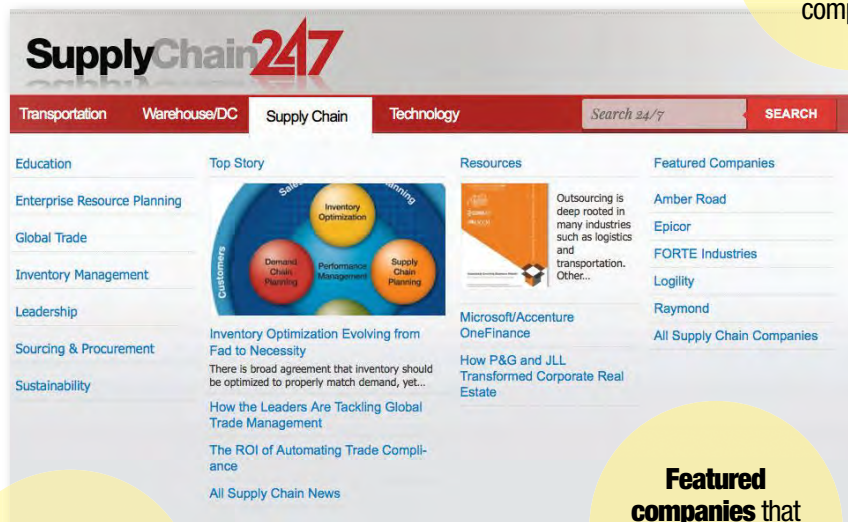 comp
SupplyChain247
Transportation
Warehouse/DC
Supply Chain
Technology
Search 24/7
SEARCH
Education
Enterprise Resource Planning
Global Trade
Inventory Management
Leadership
Sourcing & Procurement
Sustainability
Top Story
Inventory
Optimization
Demand
Chain
Planning
Performance
Management
Supply
Chain
Planning
Customers
Inventory Optimization Evolving from
Fad to Necessity
There is broad agreement that inventory should
be optimized to properly match demand, yet...
How the Leaders Are Tackling Global
Trade Management
The ROI of Automating Trade Compli-
ance
All Supply Chain News
Resources
Outsourcing is
deep rooted in
many industries
such as logistics
and
transportation.
Other...
Microsoft/Accenture
OneFinance
How P&G and JLL
Transformed Corporate Real
Estate
Featured Companies
Amber Road
Epicor
FORTE Industries
Logility
Raymond
All Supply Chain Companies
Featured
companies that